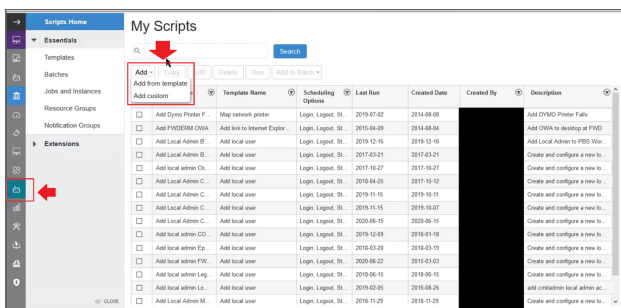 Scripts Home
Essentials
Templates
Batches
Jobs and Instances
Resource Groups
Notification Groups
Extensions
CLOSE
My Scripts
Search
Add Copy Edit Delete Run Add to Batch
Add from template
Add custom
Template Name Scheduling Options Last Run Created Date Created By Description
Add Dymo Printer F... Map network printer Login, Logout, St... 2019-07-02 2014-08-08 Add DYMO Printer Falls
Add FWDERM OWA Add link to Internet Explor... Login, Logout, St... 2015-04-09 2014-08-04 Add OWA to desktop at FWD
Add Local Admin B... Add local user Login, Logout, St... 2019-12-16 2019-12-16 Add Local Admin to PBS Wor...
Add Local Admin B... Add local user Login, Logout, St... 2017-03-21 2017-03-21 Create and configure a new lo...
Add local admin Ch... Add local user Login, Logout, St... 2017-10-27 2017-10-27 Create and configure a new lo...
Add Local Admin C... Add local user Login, Logout, St... 2018-04-25 2017-10-12 Create and configure a new lo...
Add Local Admin C... Add local user Login, Logout, St... 2019-11-15 2019-10-11 Create and configure a new lo...
Add Local Admin C... Add local user Login, Logout, St... 2019-11-15 2019-10-07 Create and configure a new lo...
Add Local Admin C... Add local user Login, Logout, St... 2020-06-15 2020-06-15 Create and configure a new lo...
Add local admin CO... Add local user Login, Logout, St... 2019-12-09 2016-01-18 Create and configure a new lo...
Add local admin Ep... Add local user Login, Logout, St... 2018-03-20 2018-03-19 Create and configure a new lo...
Add local admin FW... Add local user Login, Logout, St... 2020-06-22 2015-03-03 Create and configure a new lo...
Add local admin Leg... Add local user Login, Logout, St... 2018-06-15 2018-06-15 Create and configure a new lo...
Add local admin Lo... Add local user Login, Logout, St... 2019-02-05 2016-08-26 add cmitadmin local admin ac...
Add Local Admin M... Add local user Login, Logout, St... 2018-11-29 2018-11-29 Create and configure a new lo...